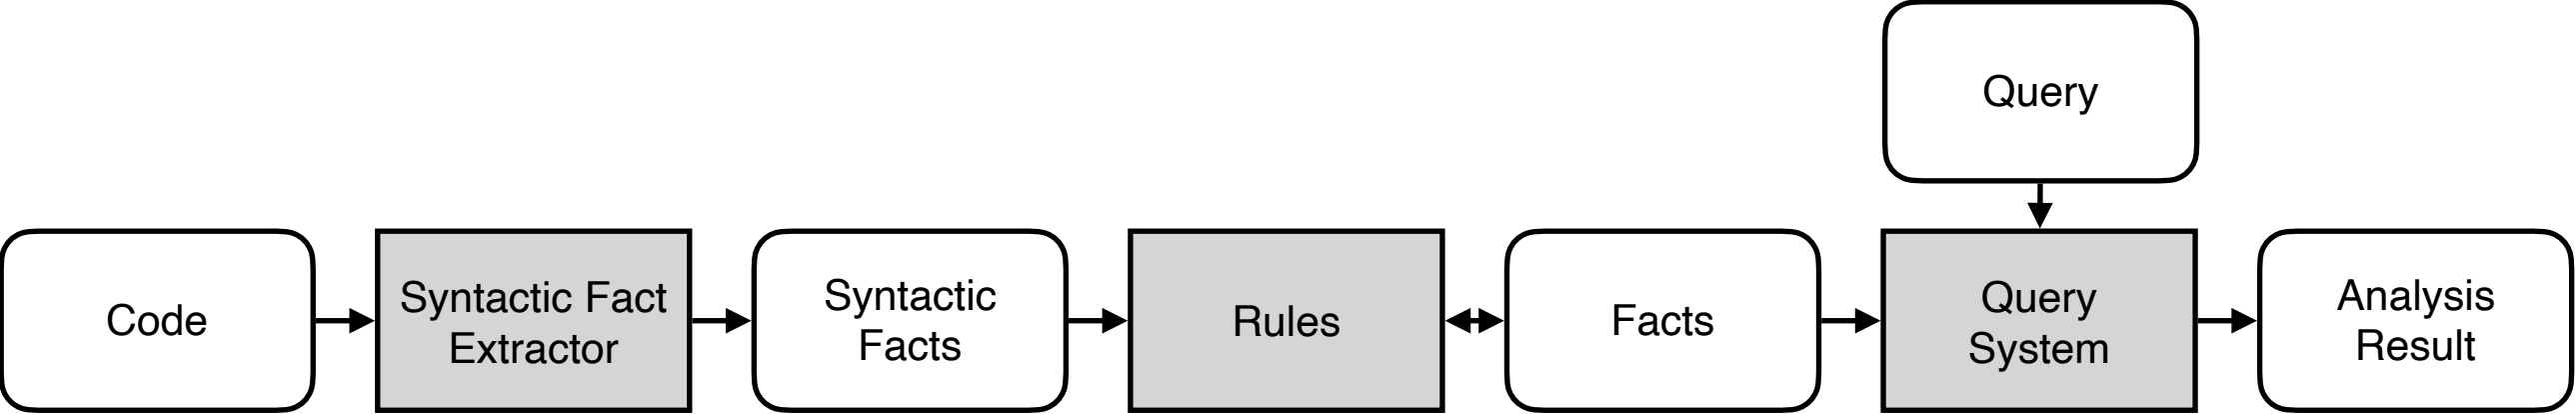 Query
Code
Syntactic Fact
Extractor
Syntactic
Facts
Rules
Facts
Query
System
Analysis
Result